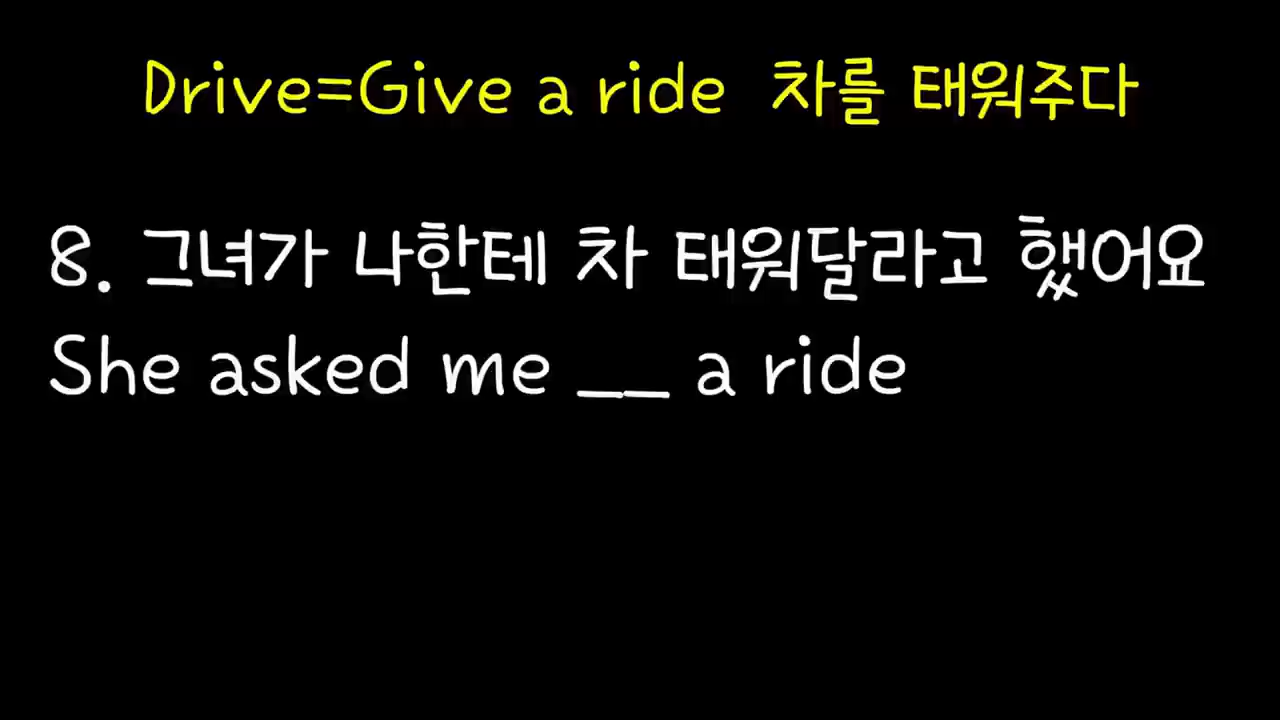 Drive=Give a ride 차를 태워주다
8. 그녀가 나한테 차 태워달라고 했어요
She asked me __ a ride